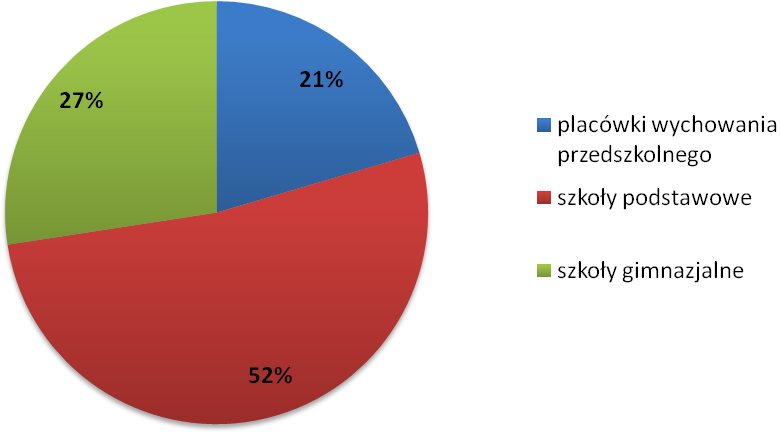 21%
27%
52%
placówki wychowania
przedszkolnego
szkoły podstawowe
szkoły gimnazjalne